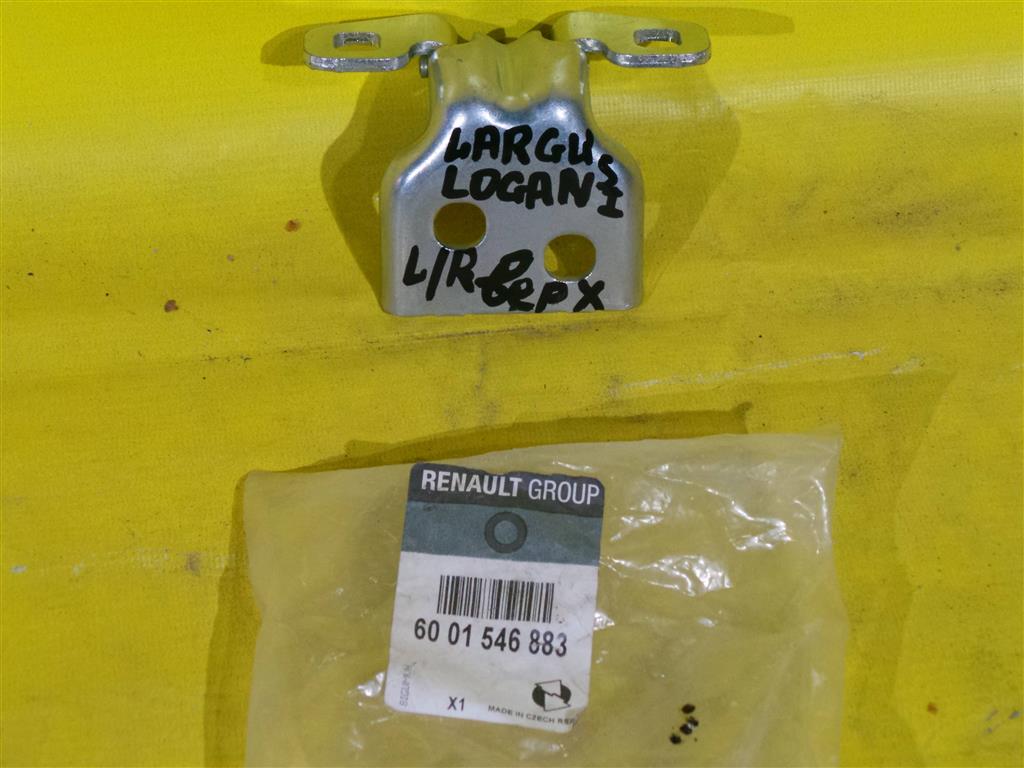 LARGUS
LOGAN I
L/R верх
RENAULT GROUP
60 01 546 883
X1
MADE IN CZECH REP